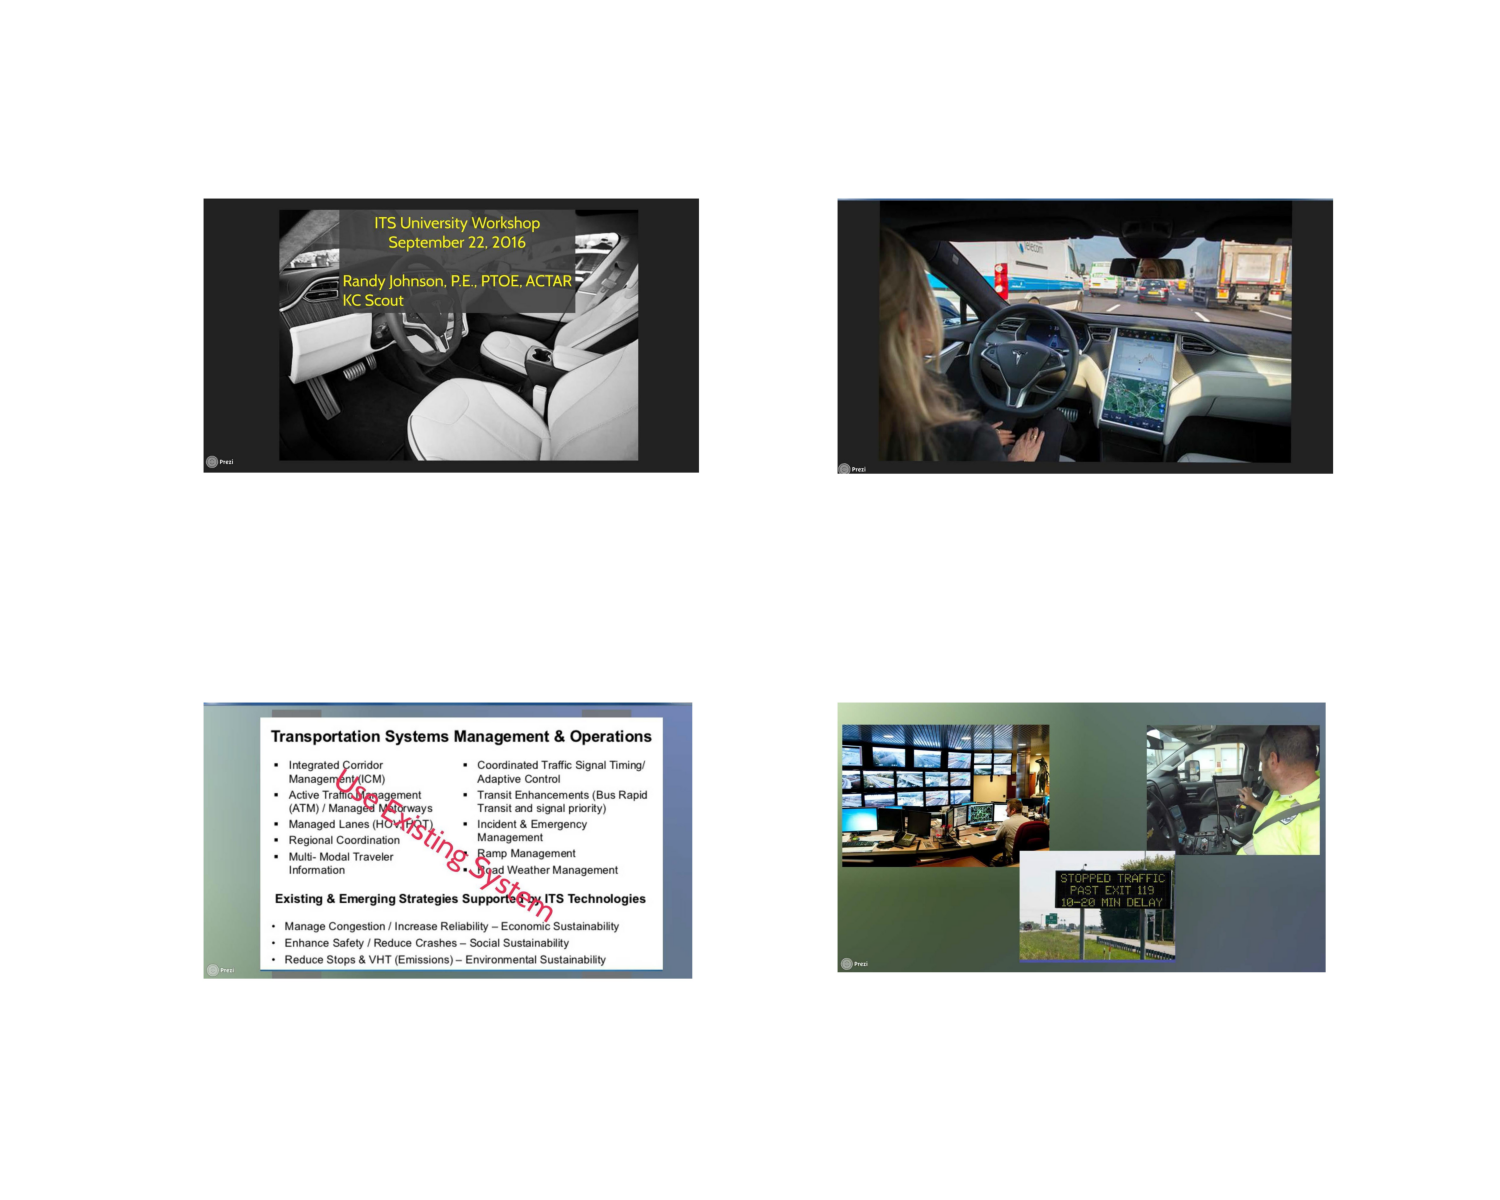 ITS University Workshop
September 22, 2016
Randy Johnson, P.E., PTOE, ACTAR
KC Scout
Prezi
Prezi
Transportation Systems Management & Operations
▪ Integrated Corridor
Management (ICM)
▪ Active Traffic Management
(ATM) / Managed Motorways
▪ Managed Lanes (HOV, HOT)
▪ Regional Coordination
▪ Multi- Modal Traveler
Information
▪ Coordinated Traffic Signal Timing/
Adaptive Control
▪ Transit Enhancements (Bus Rapid
Transit and signal priority)
▪ Incident & Emergency
Management
▪ Ramp Management
▪ Road Weather Management
Use Existing System
Existing & Emerging Strategies Supported by ITS Technologies
• Manage Congestion / Increase Reliability – Economic Sustainability
• Enhance Safety / Reduce Crashes – Social Sustainability
• Reduce Stops & VHT (Emissions) – Environmental Sustainability
Prezi
STOPPED TRAFFIC
PAST EXIT 119
10-20 MIN DELAY
Prezi